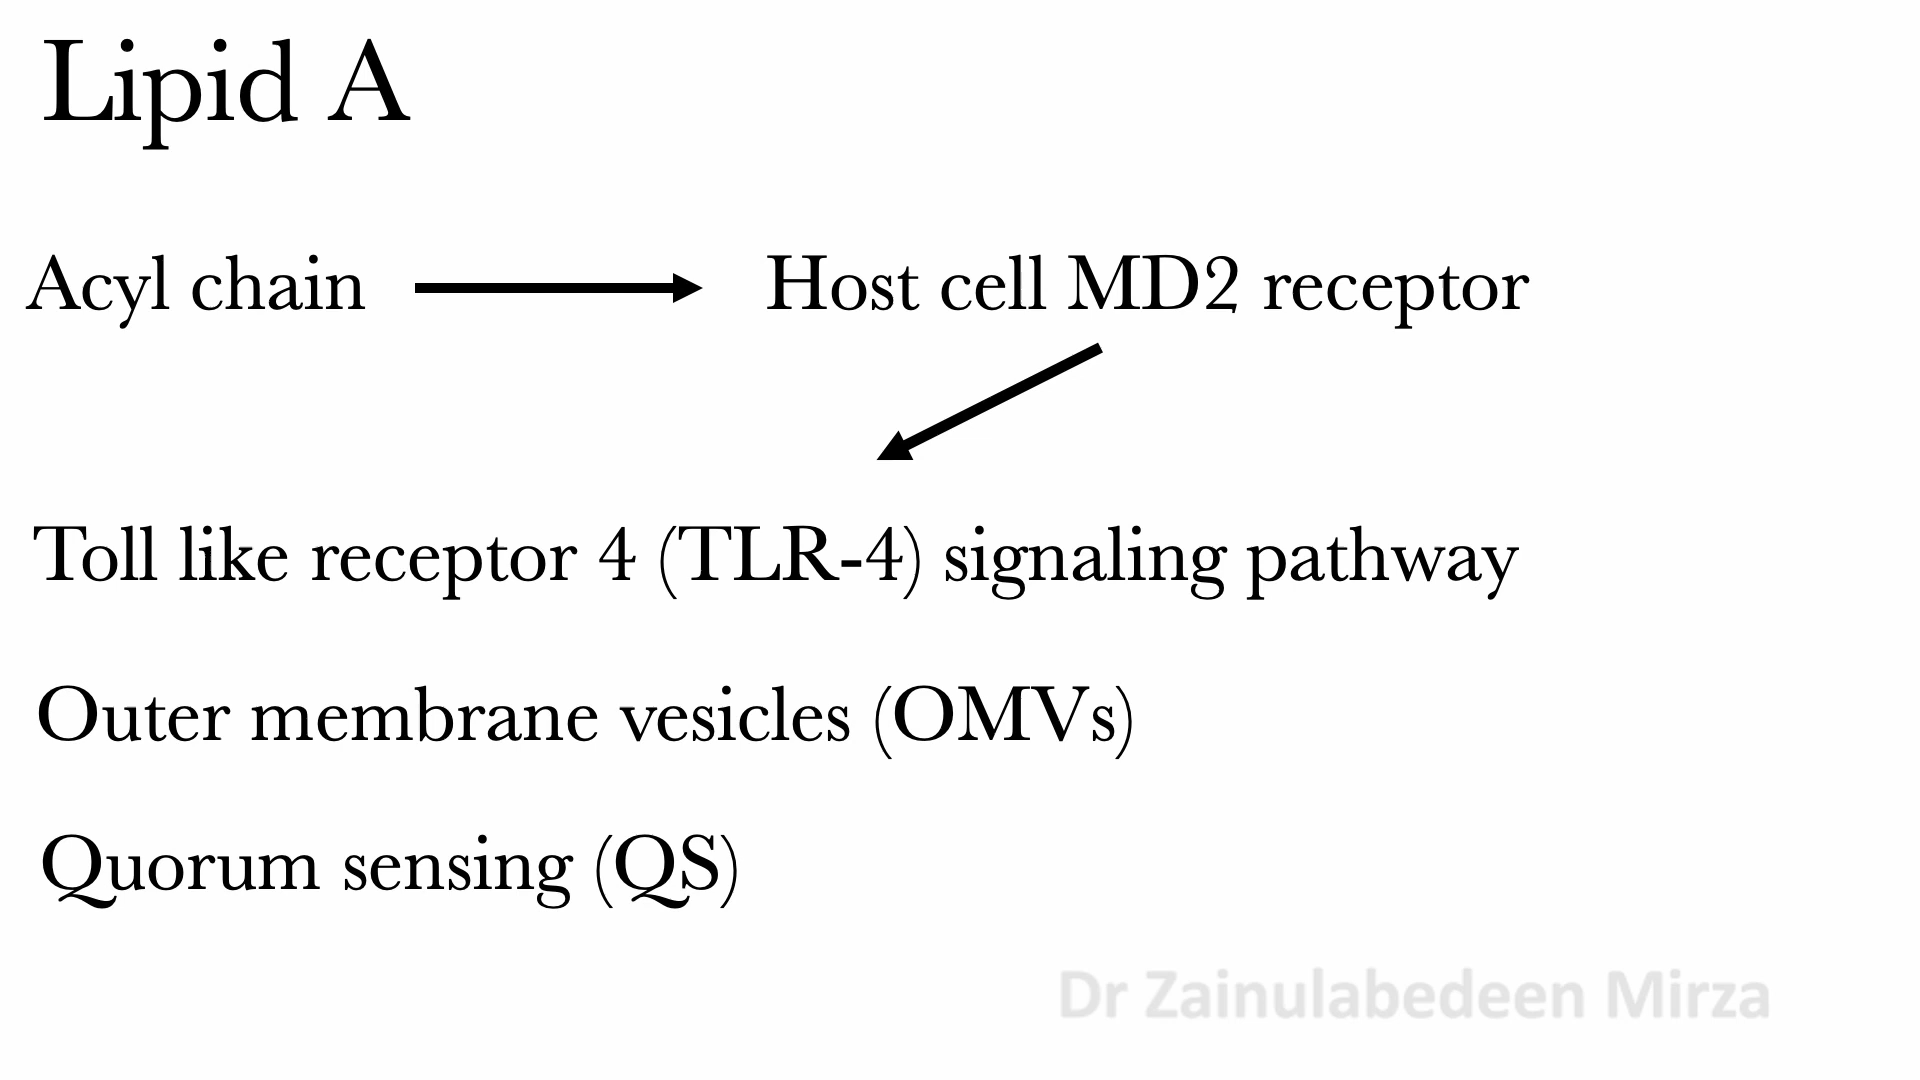 Lipid A
Acyl chain
Host cell MD2 receptor
Toll like receptor 4 (TLR-4) signaling pathway
Outer membrane vesicles (OMVs)
Quorum sensing (QS)
Dr Zainulabedeen Mirza